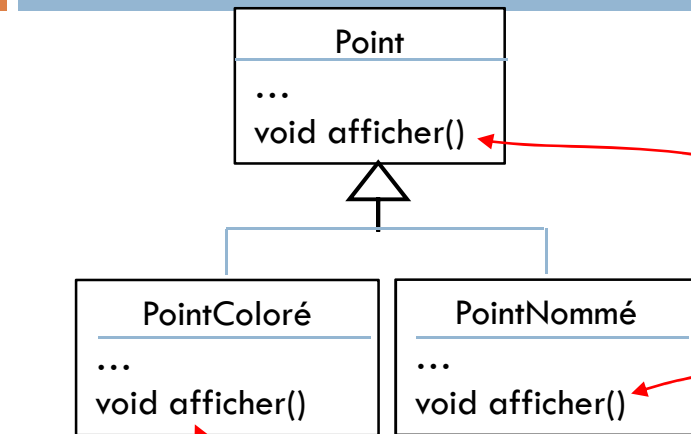 Point
...
void afficher()
PointColoré
...
void afficher()
PointNommé
...
void afficher()